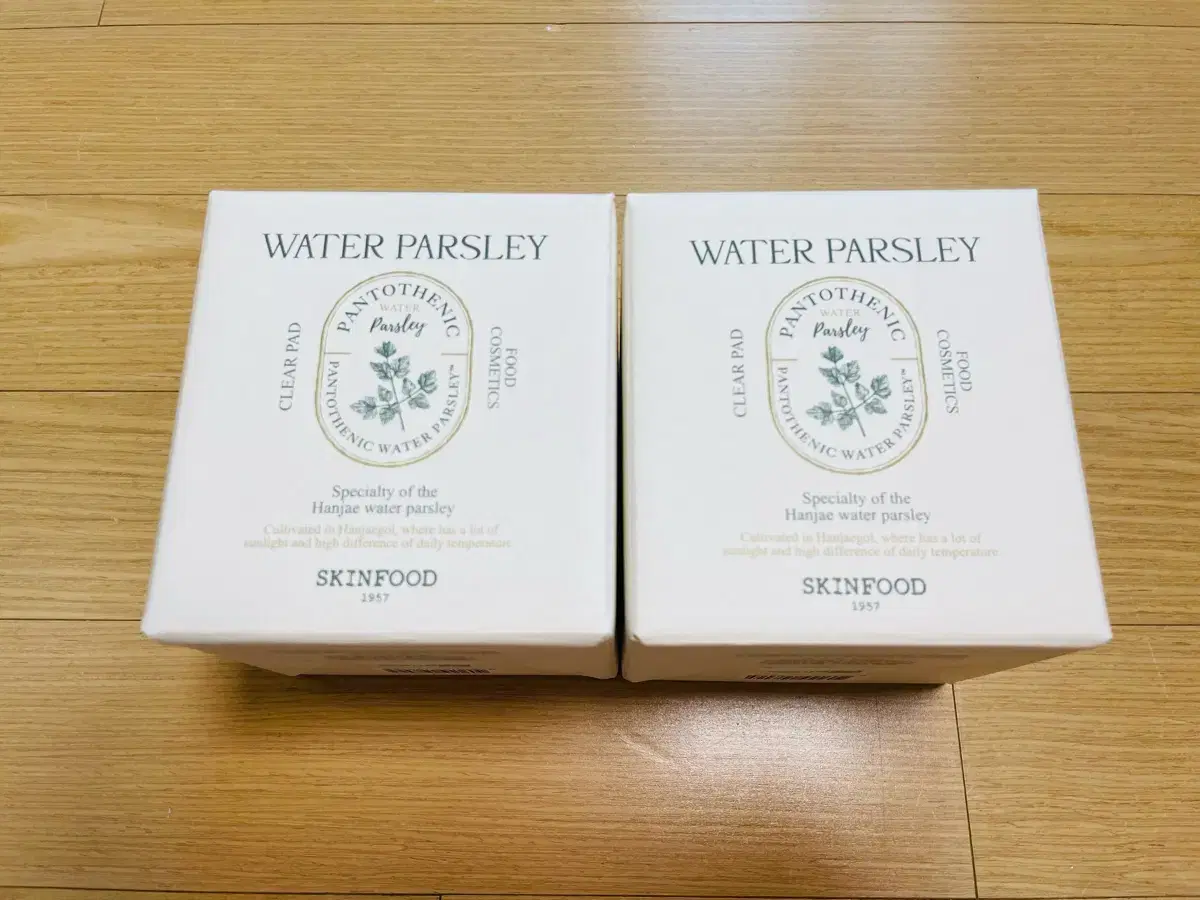 WATER PARSLEY
PANTOTHENIC
WATER
Parsley
CLEAR PAD
FOOD
COSMETICS
PANTOTHENIC WATER PARSLEY™
Specialty of the
Hanjae water parsley
Cultivated in Hanjaegol, where has a lot of
sunlight and high difference of daily temperature.
SKINFOOD
1957
WATER PARSLEY
PANTOTHENIC
WATER
Parsley
CLEAR PAD
FOOD
COSMETICS
PANTOTHENIC WATER PARSLEY™
Specialty of the
Hanjae water parsley
Cultivated in Hanjaegol, where has a lot of
sunlight and high difference of daily temperature.
SKINFOOD
1957